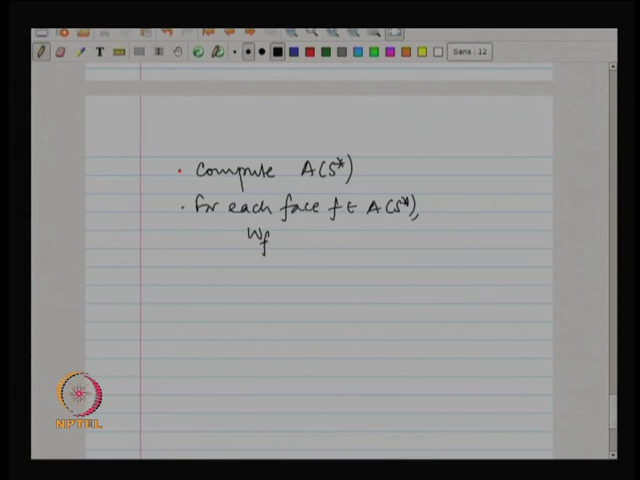 T
Sans 12
· Compute A(S*)
· For each face f ∈ A(S*),
W_f
NPTEL